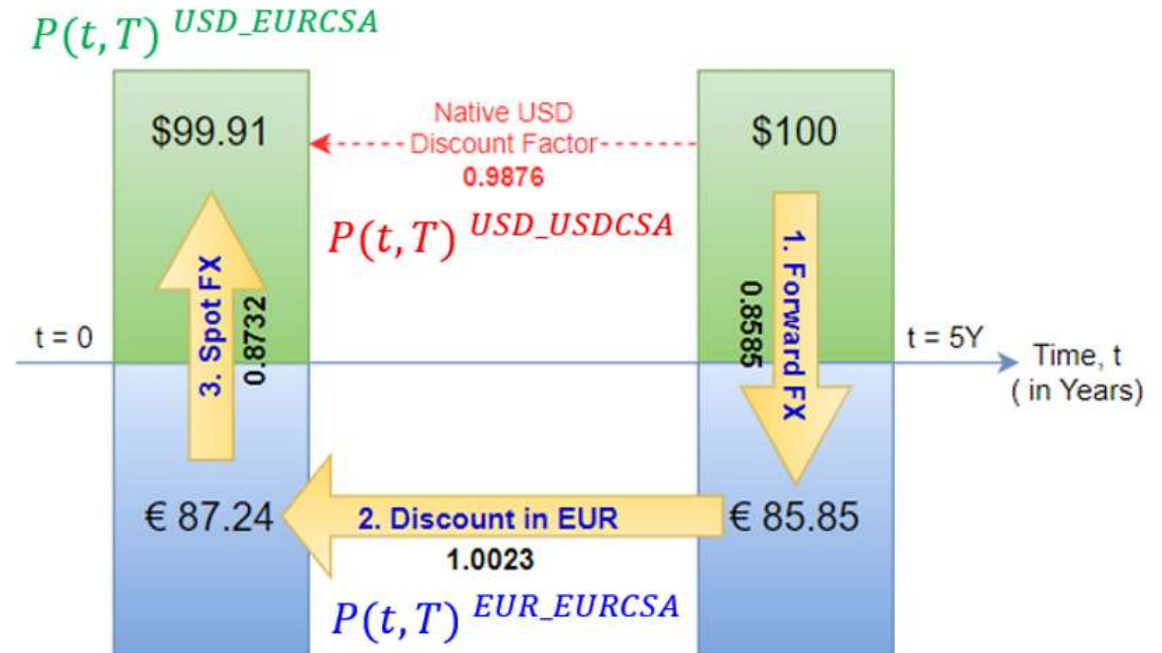 P(t, T) USD_EURCSA
$99.91
Native USD
Discount Factor
0.9876
$100
P(t, T) USD_USDCSA
3. Spot FX
0.8732
1. Forward FX
0.8585
t = 0
t = 5Y
Time, t
( in Years)
€ 87.24
2. Discount in EUR
1.0023
€ 85.85
P(t, T) EUR_EURCSA